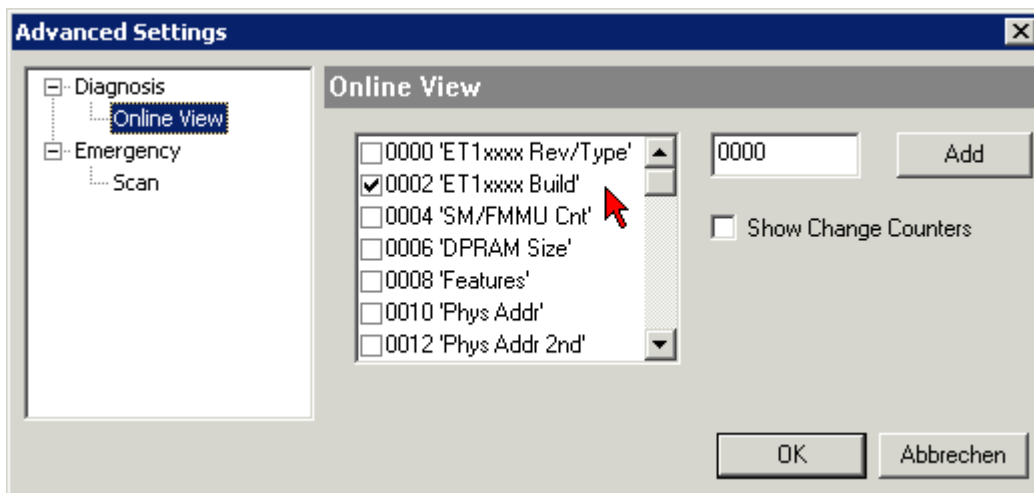 Advanced Settings
Diagnosis
Online View
Emergency
Scan
Online View
0000 'ET1xxxx Rev/Type'
0002 'ET1xxxx Build'
0004 'SM/FMMU Cnt'
0006 'DPRAM Size'
0008 'Features'
0010 'Phys Addr'
0012 'Phys Addr 2nd'
0000
Add
Show Change Counters
OK
Abbrechen